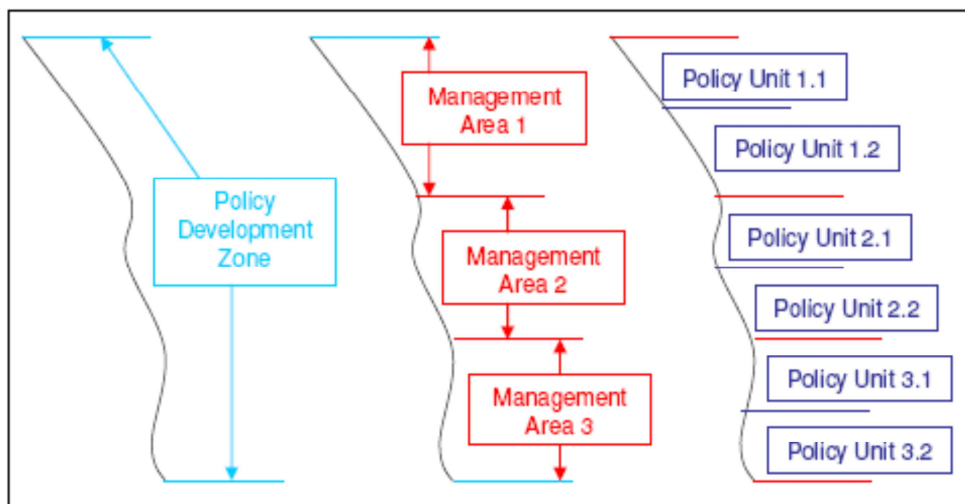 Policy
Development
Zone
Management
Area 1
Management
Area 2
Management
Area 3
Policy Unit 1.1
Policy Unit 1.2
Policy Unit 2.1
Policy Unit 2.2
Policy Unit 3.1
Policy Unit 3.2